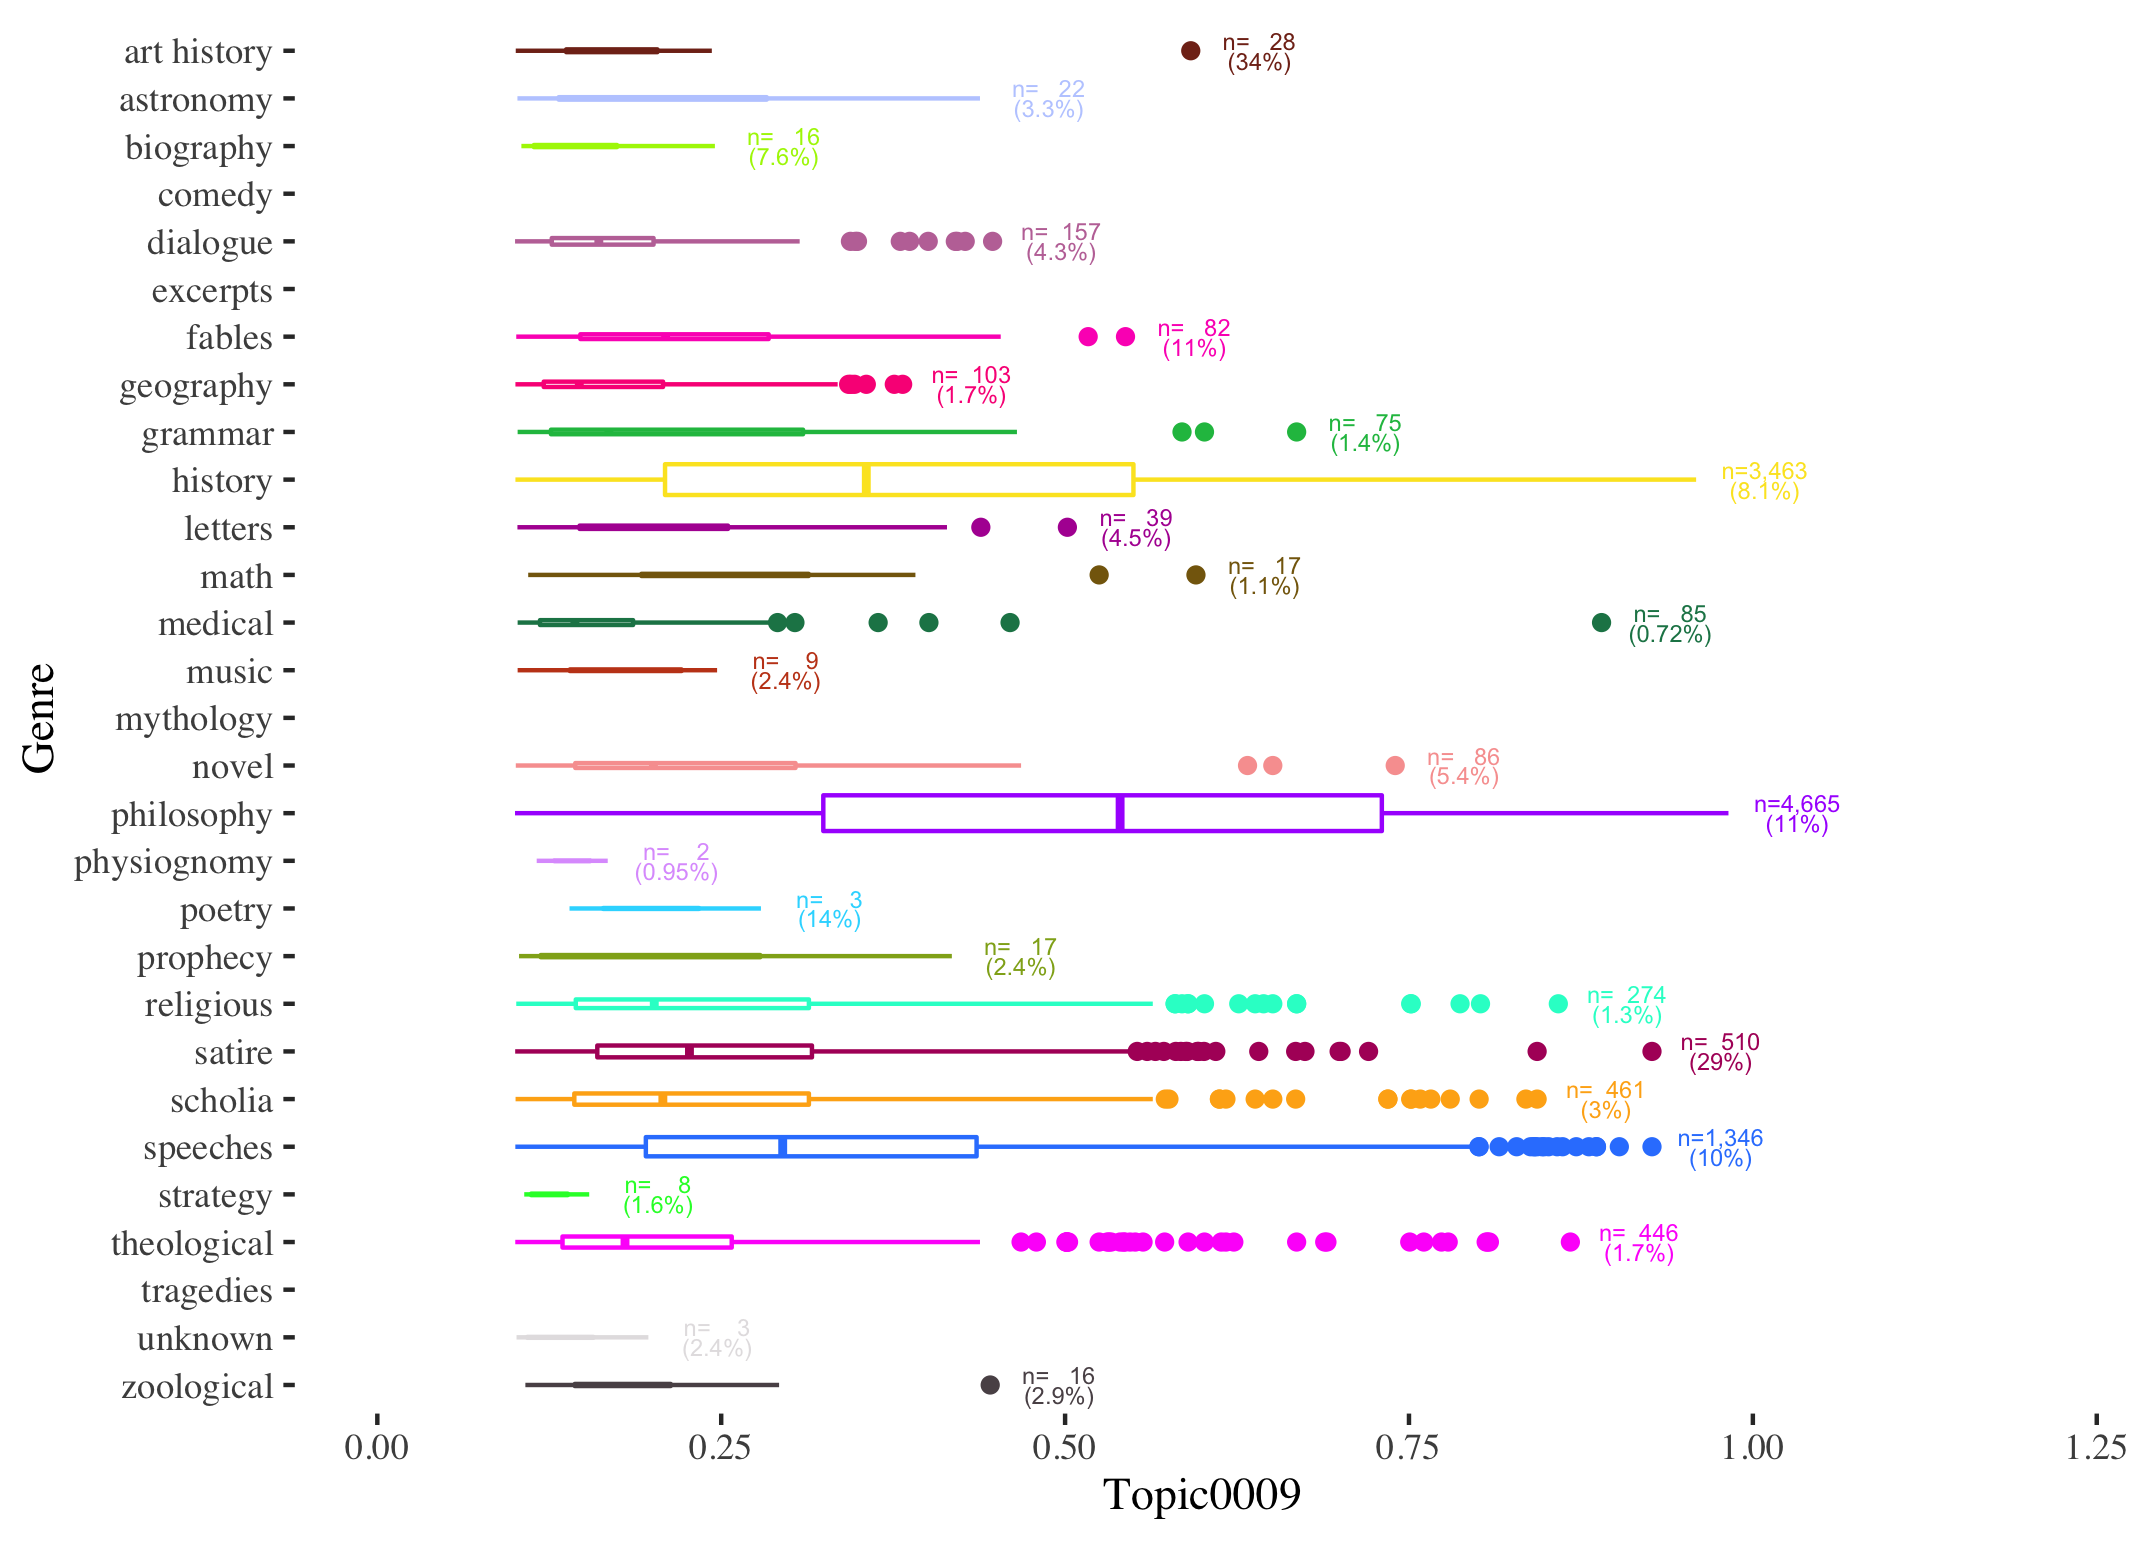 art history
n= 28
(34%)
astronomy
n= 22
(3.3%)
biography
n= 16
(7.6%)
comedy
dialogue
n= 157
(4.3%)
excerpts
fables
n= 82
(11%)
geography
n= 103
(1.7%)
grammar
n= 75
(1.4%)
history
n=3,463
(8.1%)
letters
n= 39
(4.5%)
math
n= 17
(1.1%)
medical
n= 85
(0.72%)
music
n= 9
(2.4%)
mythology
novel
n= 86
(5.4%)
philosophy
n=4,665
(11%)
physiognomy
n= 2
(0.95%)
poetry
n= 3
(14%)
prophecy
n= 17
(2.4%)
religious
n= 274
(1.3%)
satire
n= 510
(29%)
scholia
n= 461
(3%)
speeches
n=1,346
(10%)
strategy
n= 8
(1.6%)
theological
n= 446
(1.7%)
tragedies
unknown
n= 3
(2.4%)
zoological
n= 16
(2.9%)
Genre
0.00 0.25 0.50 0.75 1.00 1.25
Topic0009